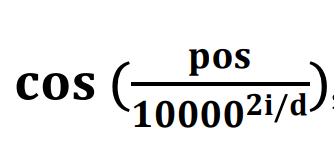 cos (pos / 10000^{2i/d}),